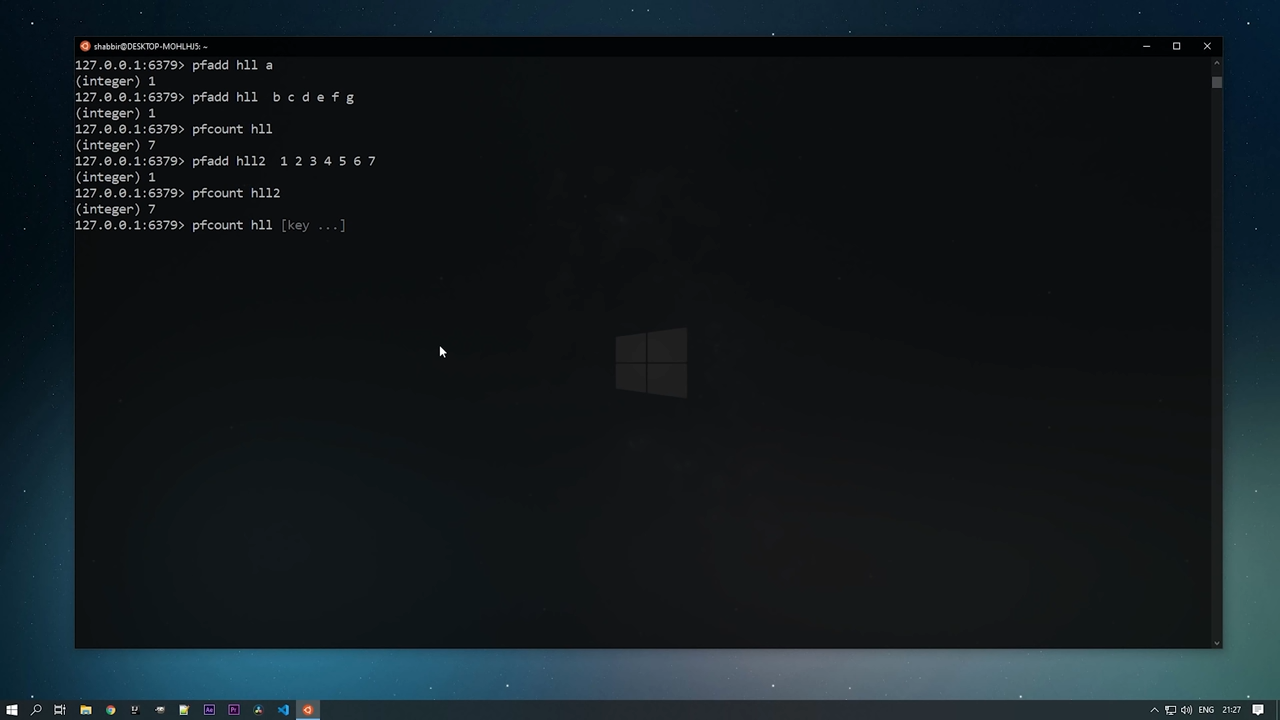 shabbir@DESKTOP-MOHLHJ5: ~
127.0.0.1:6379> pfadd hll a
(integer) 1
127.0.0.1:6379> pfadd hll  b c d e f g
(integer) 1
127.0.0.1:6379> pfcount hll
(integer) 7
127.0.0.1:6379> pfadd hll2  1 2 3 4 5 6 7
(integer) 1
127.0.0.1:6379> pfcount hll2
(integer) 7
127.0.0.1:6379> pfcount hll [key ...]
Ae Pr ENG 21:27